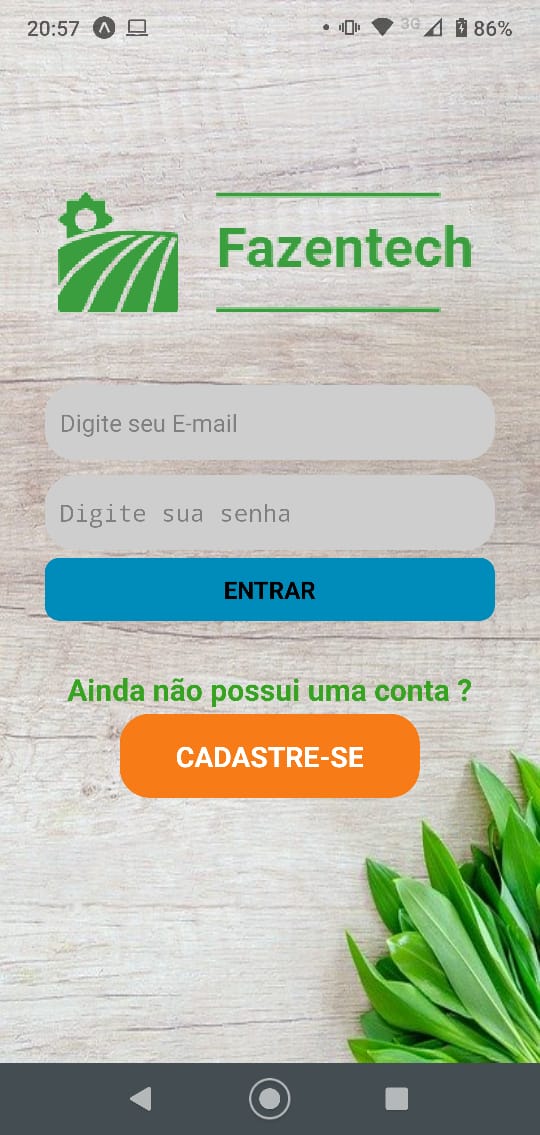 20:57
3G
86%
Fazentech
Digite seu E-mail
Digite sua senha
ENTRAR
Ainda não possui uma conta ?
CADASTRE-SE